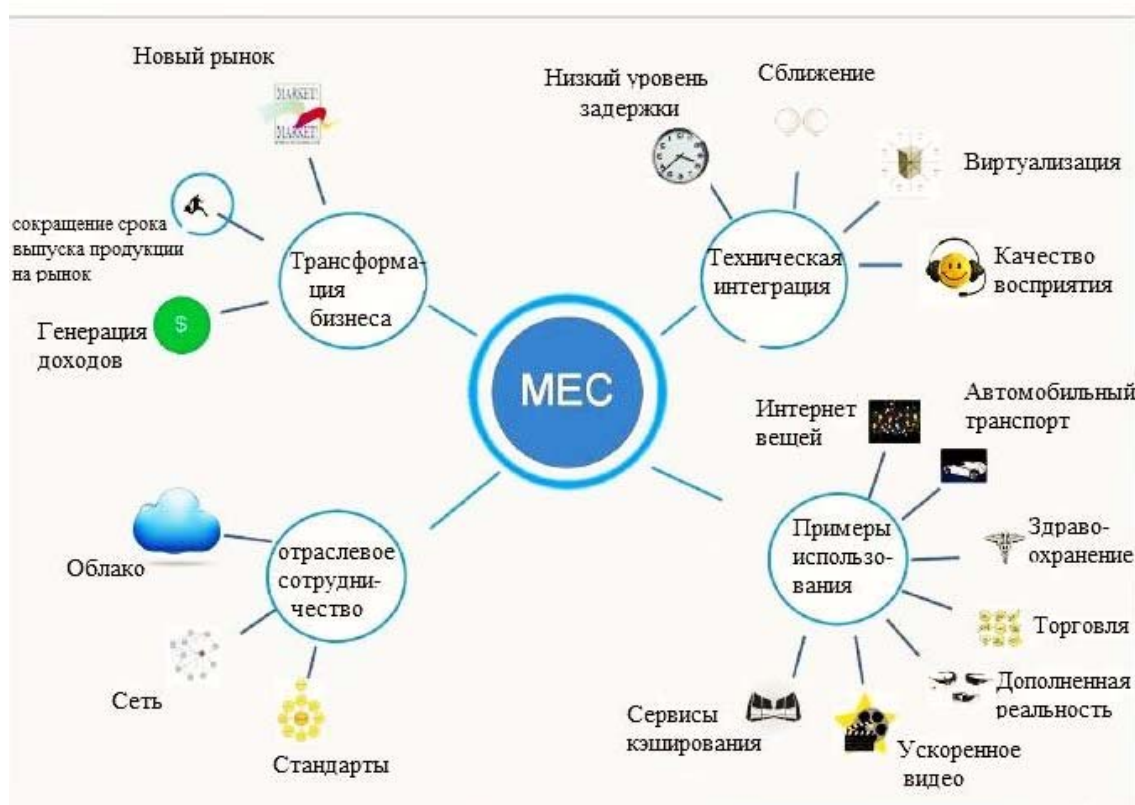 Новый рынок
MARKET!
MARKET!
сокращение срока
выпуска продукции
на рынок
Трансформа-
ция
бизнеса
Генерация
доходов
$
Низкий уровень
задержки
Сближение
Виртуализация
Техническая
интеграция
Качество
восприятия
MEC
Интернет
вещей
Автомобильный
транспорт
Примеры
использо-
вания
Здраво-
охранение
Торговля
Дополненная
реальность
Ускоренное
видео
Сервисы
кэширования
Облако
отраслевое
сотрудни-
чество
Сеть
Стандарты